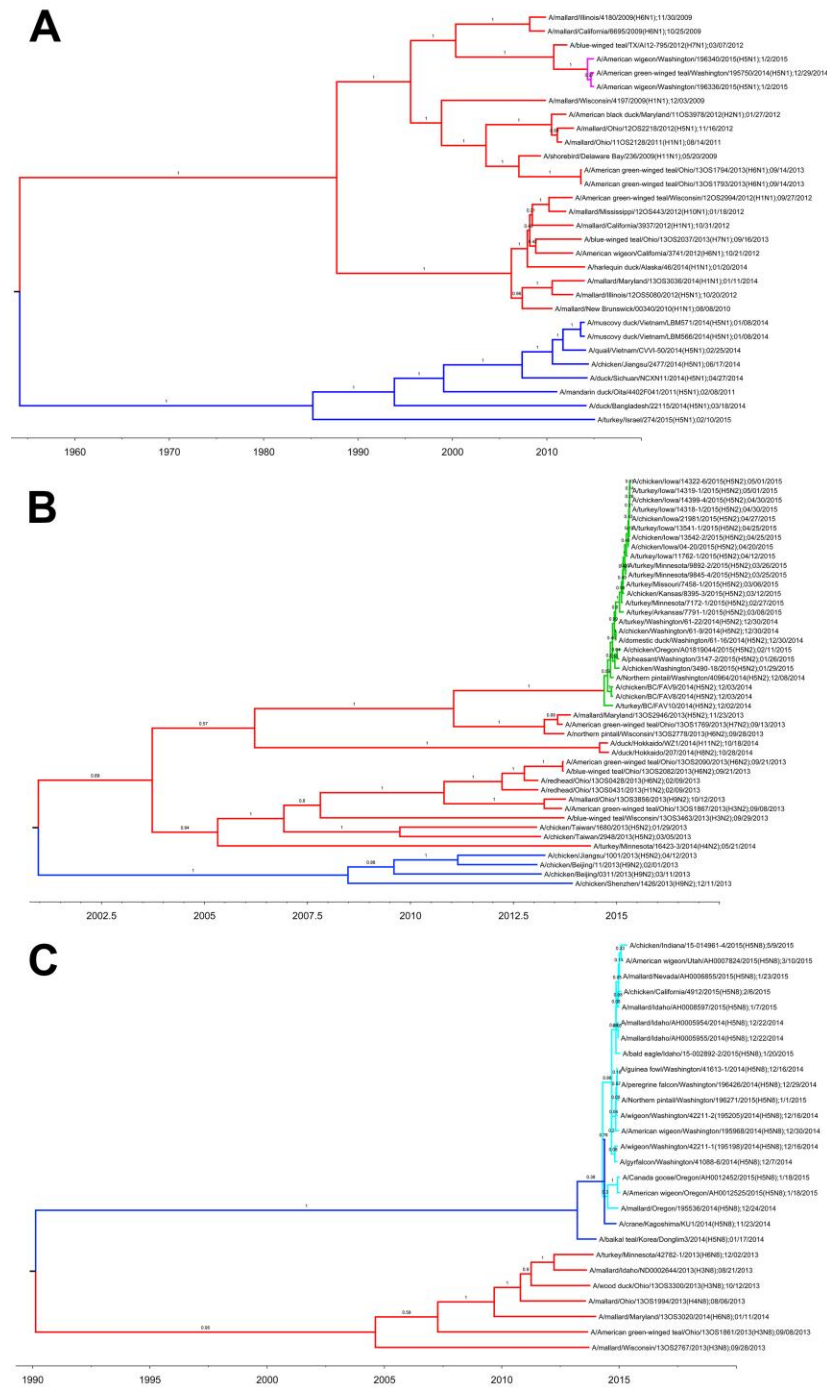 A
A/mallard/Illinois/4180/2009(H6N1);11/30/2009
A/mallard/California/6695/2009(H6N1);10/25/2009
A/blue-winged teal/TX/AI12-795/2012(H7N1);03/07/2012
A/American wigeon/Washington/196340/2015(H5N1);1/2/2015
A/American green-winged teal/Washington/195750/2014(H5N1);12/29/2014
A/American wigeon/Washington/196336/2015(H5N1);1/2/2015
A/mallard/Wisconsin/4197/2009(H1N1);12/03/2009
A/American black duck/Maryland/11OS3978/2012(H2N1);01/27/2012
A/mallard/Ohio/12OS2218/2012(H5N1);11/16/2012
A/mallard/Ohio/11OS2128/2011(H1N1);08/14/2011
A/shorebird/Delaware Bay/236/2009(H11N1);05/20/2009
A/American green-winged teal/Ohio/13OS1794/2013(H6N1);09/14/2013
A/American green-winged teal/Ohio/13OS1793/2013(H6N1);09/14/2013
A/American green-winged teal/Wisconsin/12OS2994/2012(H1N1);09/27/2012
A/mallard/Mississippi/12OS443/2012(H10N1);01/18/2012
A/mallard/California/3937/2012(H1N1);10/31/2012
A/blue-winged teal/Ohio/13OS2037/2013(H7N1);09/16/2013
A/American wigeon/California/3741/2012(H6N1);10/21/2012
A/harlequin duck/Alaska/46/2014(H1N1);01/20/2014
A/mallard/Maryland/13OS3036/2014(H1N1);01/11/2014
A/mallard/Illinois/12OS5080/2012(H5N1);10/20/2012
A/mallard/New Brunswick/00340/2010(H1N1);08/08/2010
A/muscovy duck/Vietnam/LBM571/2014(H5N1);01/08/2014
A/muscovy duck/Vietnam/LBM566/2014(H5N1);01/08/2014
A/quail/Vietnam/CVVI-50/2014(H5N1);02/25/2014
A/chicken/Jiangsu/2477/2014(H5N1);06/17/2014
A/duck/Sichuan/NCXN11/2014(H5N1);04/27/2014
A/mandarin duck/Oita/4402F041/2011(H5N1);02/08/2011
A/duck/Bangladesh/22115/2014(H5N1);03/18/2014
A/turkey/Israel/274/2015(H5N1);02/10/2015
1960 1970 1980 1990 2000 2010
B
A/chicken/Iowa/14322-6/2015(H5N2);05/01/2015
A/turkey/Iowa/14319-1/2015(H5N2);05/01/2015
A/chicken/Iowa/14399-4/2015(H5N2);04/30/2015
A/turkey/Iowa/14318-1/2015(H5N2);04/30/2015
A/chicken/Iowa/21981/2015(H5N2);04/27/2015
A/turkey/Iowa/13541-1/2015(H5N2);04/25/2015
A/chicken/Iowa/13542-2/2015(H5N2);04/25/2015
A/chicken/Iowa/04-20/2015(H5N2);04/20/2015
A/turkey/Iowa/11762-1/2015(H5N2);04/12/2015
A/turkey/Minnesota/9892-2/2015(H5N2);03/26/2015
A/turkey/Minnesota/9845-4/2015(H5N2);03/25/2015
A/turkey/Missouri/7458-1/2015(H5N2);03/06/2015
A/chicken/Kansas/8395-3/2015(H5N2);03/12/2015
A/turkey/Minnesota/7172-1/2015(H5N2);02/27/2015
A/turkey/Arkansas/7791-1/2015(H5N2);03/08/2015
A/turkey/Washington/61-22/2014(H5N2);12/30/2014
A/chicken/Washington/61-9/2014(H5N2);12/30/2014
A/domestic duck/Washington/61-16/2014(H5N2);12/30/2014
A/chicken/Oregon/A01819044/2015(H5N2);02/11/2015
A/pheasant/Washington/3147-2/2015(H5N2);01/26/2015
A/chicken/Washington/3490-18/2015(H5N2);01/29/2015
A/Northern pintail/Washington/40964/2014(H5N2);12/08/2014
A/chicken/BC/FAV9/2014(H5N2);12/03/2014
A/chicken/BC/FAV8/2014(H5N2);12/03/2014
A/turkey/BC/FAV10/2014(H5N2);12/02/2014
A/mallard/Maryland/13OS2946/2013(H5N2);11/23/2013
A/American green-winged teal/Ohio/13OS1769/2013(H7N2);09/13/2013
A/northern pintail/Wisconsin/13OS2778/2013(H6N2);09/28/2013
A/duck/Hokkaido/WZ1/2014(H11N2);10/18/2014
A/duck/Hokkaido/207/2014(H8N2);10/28/2014
A/American green-winged teal/Ohio/13OS2090/2013(H6N2);09/21/2013
A/blue-winged teal/Ohio/13OS2082/2013(H6N2);09/21/2013
A/redhead/Ohio/13OS0428/2013(H6N2);02/09/2013
A/redhead/Ohio/13OS0431/2013(H1N2);02/09/2013
A/mallard/Ohio/13OS3856/2013(H9N2);10/12/2013
A/American green-winged teal/Ohio/13OS1867/2013(H3N2);09/08/2013
A/blue-winged teal/Wisconsin/13OS3463/2013(H3N2);09/29/2013
A/chicken/Taiwan/1680/2013(H5N2);01/29/2013
A/chicken/Taiwan/2948/2013(H5N2);03/05/2013
A/turkey/Minnesota/16423-3/2014(H4N2);05/21/2014
A/chicken/Jiangsu/1001/2013(H5N2);04/12/2013
A/chicken/Beijing/11/2013(H9N2);02/01/2013
A/chicken/Beijing/0311/2013(H9N2);03/11/2013
A/chicken/Shenzhen/1426/2013(H9N2);12/11/2013
2002.5 2005 2007.5 2010 2012.5 2015
C
A/chicken/Indiana/15-014961-4/2015(H5N8);5/9/2015
A/American wigeon/Utah/AH0007824/2015(H5N8);3/10/2015
A/mallard/Nevada/AH0006855/2015(H5N8);1/23/2015
A/chicken/California/4912/2015(H5N8);2/6/2015
A/mallard/Idaho/AH0008597/2015(H5N8);1/7/2015
A/mallard/Idaho/AH0005954/2014(H5N8);12/22/2014
A/mallard/Idaho/AH0005955/2014(H5N8);12/22/2014
A/bald eagle/Idaho/15-002892-2/2015(H5N8);1/20/2015
A/guinea fowl/Washington/41613-1/2014(H5N8);12/16/2014
A/peregrine falcon/Washington/196426/2014(H5N8);12/29/2014
A/Northern pintail/Washington/196271/2015(H5N8);1/1/2015
A/wigeon/Washington/42211-2(195205)/2014(H5N8);12/16/2014
A/American wigeon/Washington/195968/2014(H5N8);12/30/2014
A/wigeon/Washington/42211-1(195198)/2014(H5N8);12/16/2014
A/gyrfalcon/Washington/41088-6/2014(H5N8);12/7/2014
A/Canada goose/Oregon/AH0012452/2015(H5N8);1/18/2015
A/American wigeon/Oregon/AH0012525/2015(H5N8);1/18/2015
A/mallard/Oregon/195536/2014(H5N8);12/24/2014
A/crane/Kagoshima/KU1/2014(H5N8);11/23/2014
A/baikal teal/Korea/Donglim3/2014(H5N8);01/17/2014
A/turkey/Minnesota/42762-1/2013(H6N8);12/02/2013
A/mallard/Idaho/ND0002644/2013(H3N8);08/21/2013
A/wood duck/Ohio/13OS3300/2013(H3N8);10/12/2013
A/mallard/Ohio/13OS1994/2013(H4N8);08/06/2013
A/mallard/Maryland/13OS3020/2014(H6N8);01/11/2014
A/American green-winged teal/Ohio/13OS1861/2013(H3N8);09/08/2013
A/mallard/Wisconsin/13OS2767/2013(H3N8);09/28/2013
1990 1995 2000 2005 2010 2015